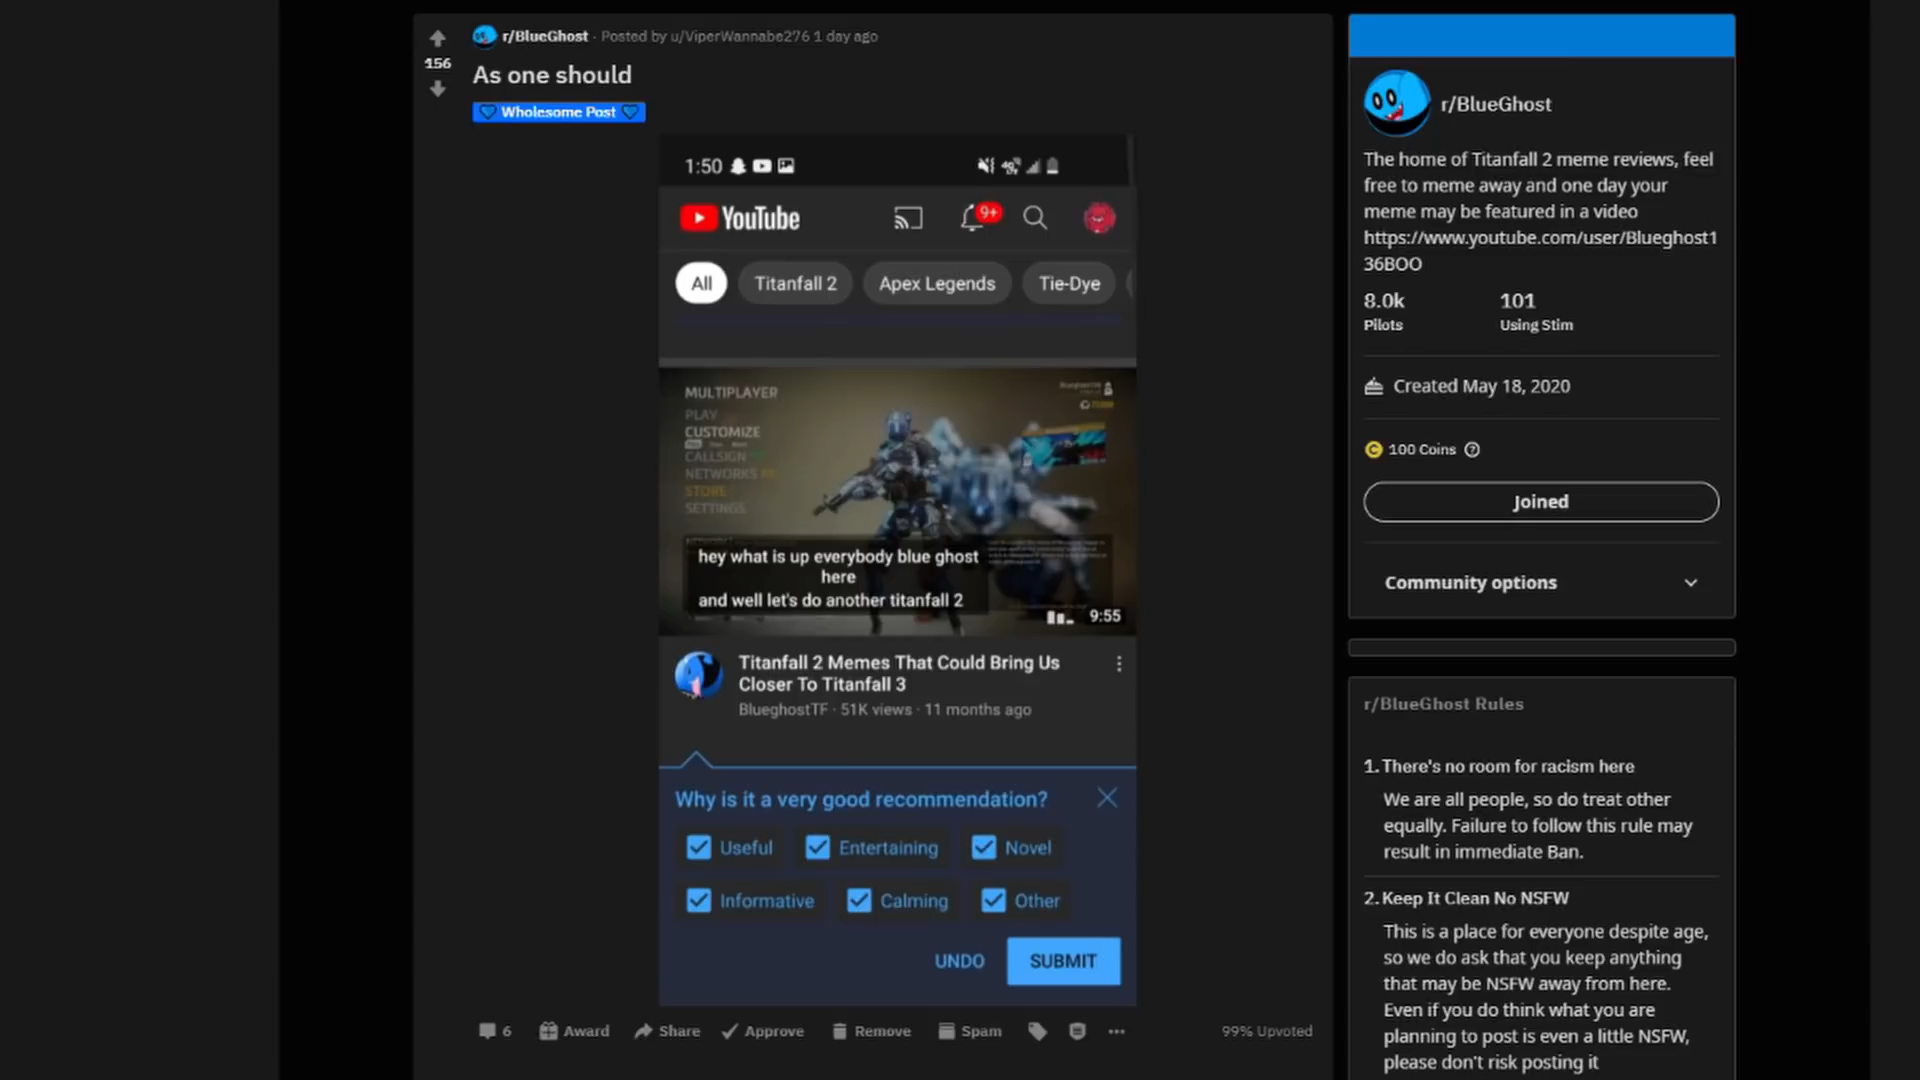 r/BlueGhost · Posted by u/ViperWannabe276 1 day ago
156
As one should
Wholesome Post
1:50
YouTube
9+
All
Titanfall 2
Apex Legends
Tie-Dye
MULTIPLAYER
PLAY
CUSTOMIZE
CALLSIGN
NETWORKS
STORE
SETTINGS
hey what is up everybody blue ghost
here
and well let's do another titanfall 2
9:55
Titanfall 2 Memes That Could Bring Us
Closer To Titanfall 3
BlueghostTF · 51K views · 11 months ago
Why is it a very good recommendation?
Useful
Entertaining
Novel
Informative
Calming
Other
UNDO
SUBMIT
6
Award
Share
Approve
Remove
Spam
99% Upvoted
r/BlueGhost
The home of Titanfall 2 meme reviews, feel
free to meme away and one day your
meme may be featured in a video
https://www.youtube.com/user/Blueghost1
36BOO
8.0k
101
Pilots
Using Stim
Created May 18, 2020
100 Coins
Joined
Community options
r/BlueGhost Rules
1. There's no room for racism here
We are all people, so do treat other
equally. Failure to follow this rule may
result in immediate Ban.
2. Keep It Clean No NSFW
This is a place for everyone despite age,
so we do ask that you keep anything
that may be NSFW away from here.
Even if you do think what you are
planning to post is even a little NSFW,
please don't risk posting it